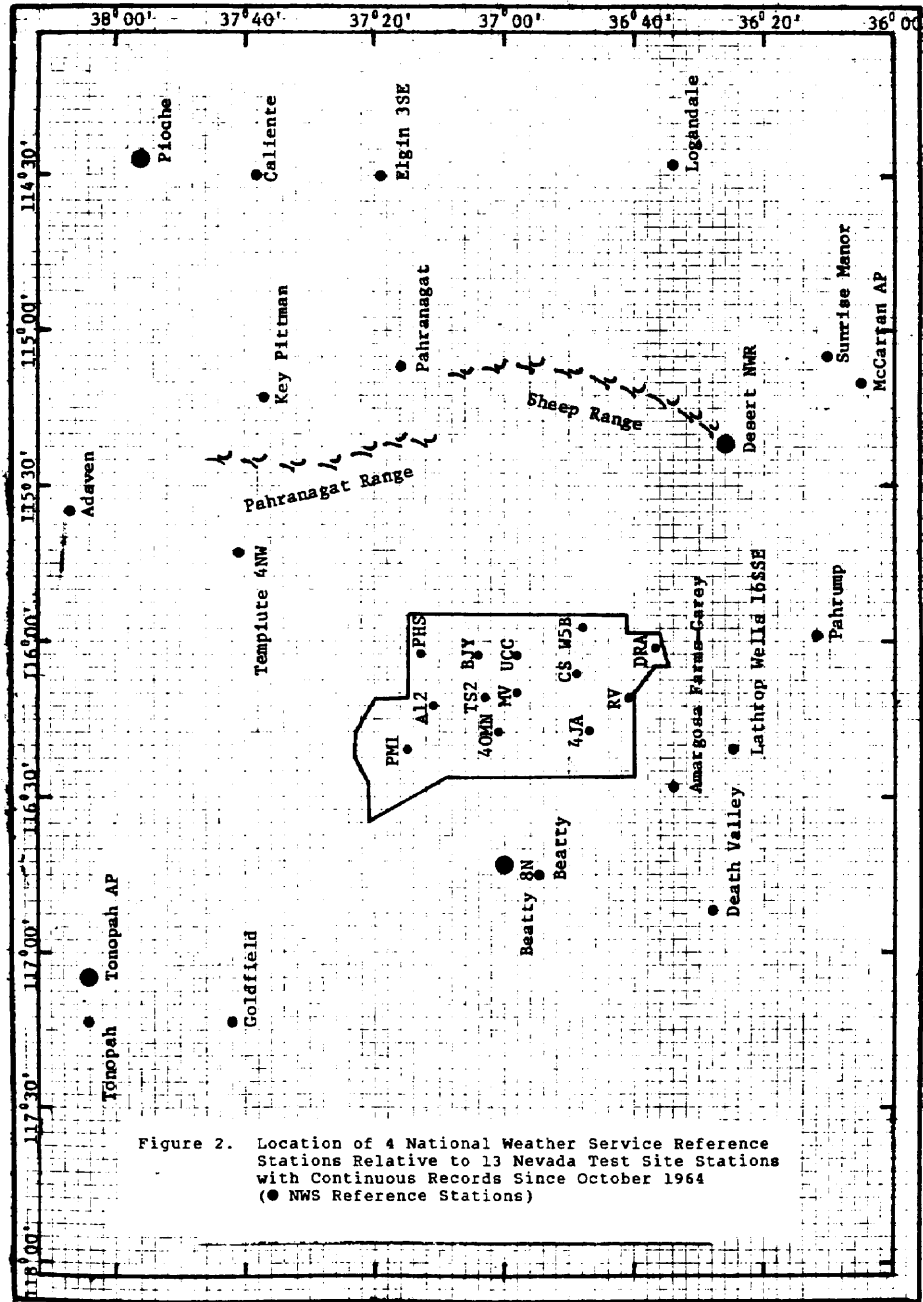 38°00'
37°40'
37°20'
37°00'
36°40'
36°20'
36°00'
114°30'
115°00'
115°30'
116°00'
116°30'
117°00'
117°30'
118°00'
Pioche
Caliente
Elgin 3SE
Logandale
Key Pittman
Pahranagat
Sunrise Manor
McCarran AP
Sheep Range
Desert NWR
Pahranagat Range
Adaven
Tempiute 4NW
PHS
BJY
UCC
W5B
CS
DRA
A12
TS2
MV
RV
PM1
40MN
4JA
Pahrump
Lathrop Wells 16SSE
Amargosa Farms-Garey
Death Valley
Beatty 8N
Beatty
Tonopah AP
Tonopah
Goldfield
Figure 2. Location of 4 National Weather Service Reference
Stations Relative to 13 Nevada Test Site Stations
with Continuous Records Since October 1964
(● NWS Reference Stations)